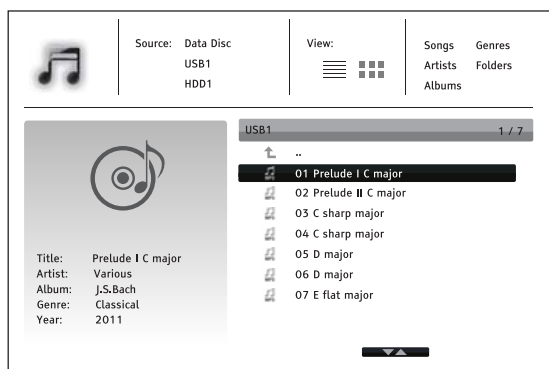 Source: Data Disc
USB1
HDD1
View:
Songs Genres
Artists Folders
Albums
USB1 1 / 7
..
01 Prelude I C major
02 Prelude II C major
03 C sharp major
04 C sharp major
05 D major
06 D major
07 E flat major
Title: Prelude I C major
Artist: Various
Album: J.S.Bach
Genre: Classical
Year: 2011